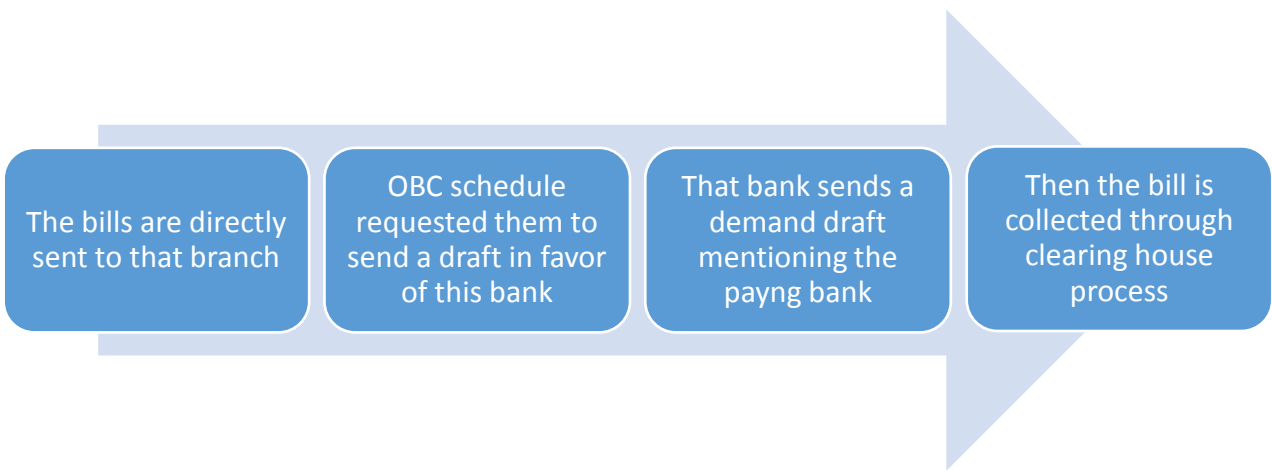 The bills are directly
sent to that branch
OBC schedule
requested them to
send a draft in favor
of this bank
That bank sends a
demand draft
mentioning the
payng bank
Then the bill is
collected through
clearing house
process